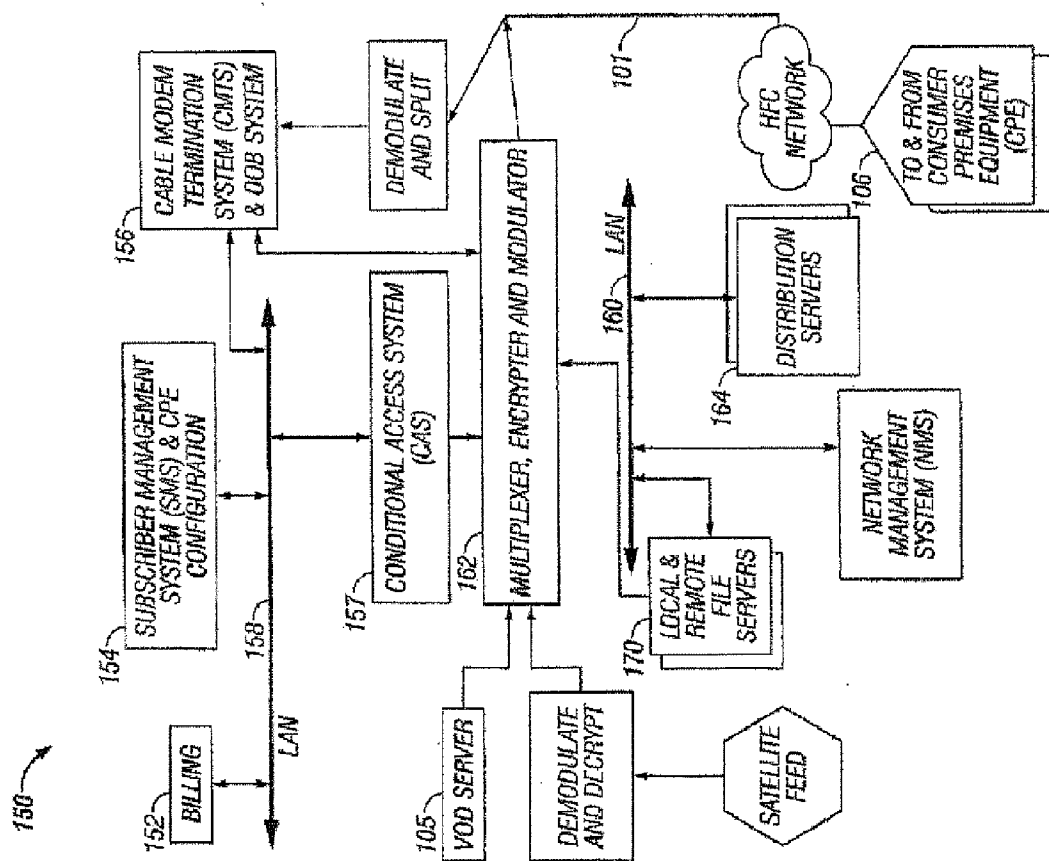 150
152
BILLING
154
SUBSCRIBER MANAGEMENT
SYSTEM (SMS) & CPE
CONFIGURATION
156
CABLE MODEM
TERMINATION
SYSTEM (CMTS)
& OOB SYSTEM
LAN
158
157
CONDITIONAL ACCESS SYSTEM
(CAS)
DEMODULATE
AND SPLIT
105
VOD SERVER
162
MULTIPLEXER, ENCRYPTER AND MODULATOR
101
DEMODULATE
AND DECRYPT
170
LOCAL &
REMOTE
FILE
SERVERS
160
LAN
HFC
NETWORK
SATELLITE
FEED
164
DISTRIBUTION
SERVERS
NETWORK
MANAGEMENT
SYSTEM (NMS)
106
TO & FROM
CONSUMER
PREMISES
EQUIPMENT
(CPE)